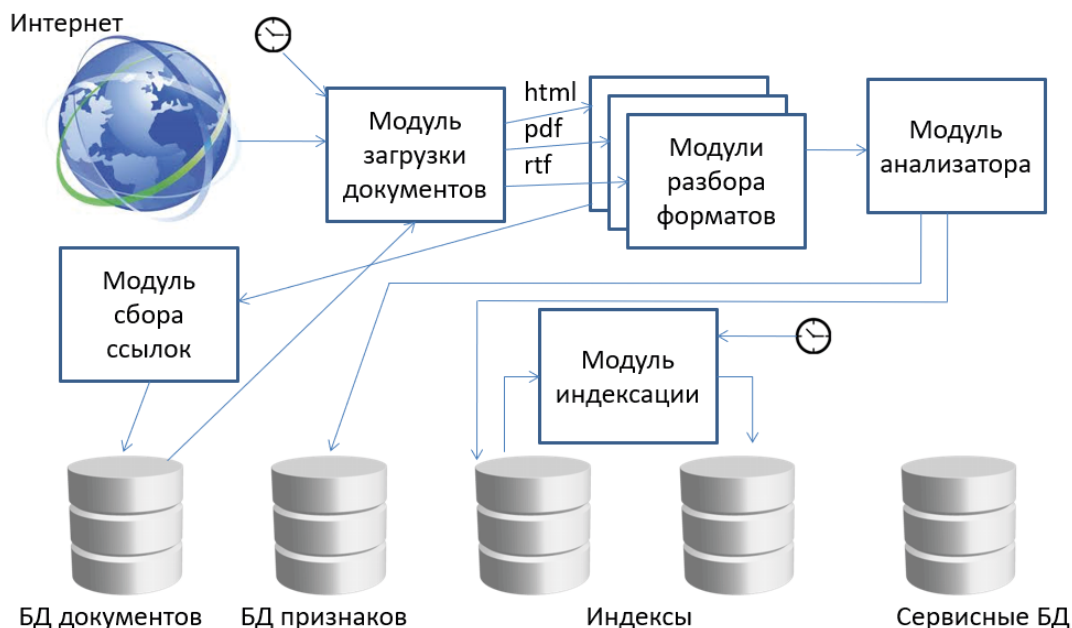 Интернет
html
pdf
rtf
Модуль
загрузки
документов
Модули
разбора
форматов
Модуль
анализатора
Модуль
сбора
ссылок
Модуль
индексации
БД документов
БД признаков
Индексы
Сервисные БД